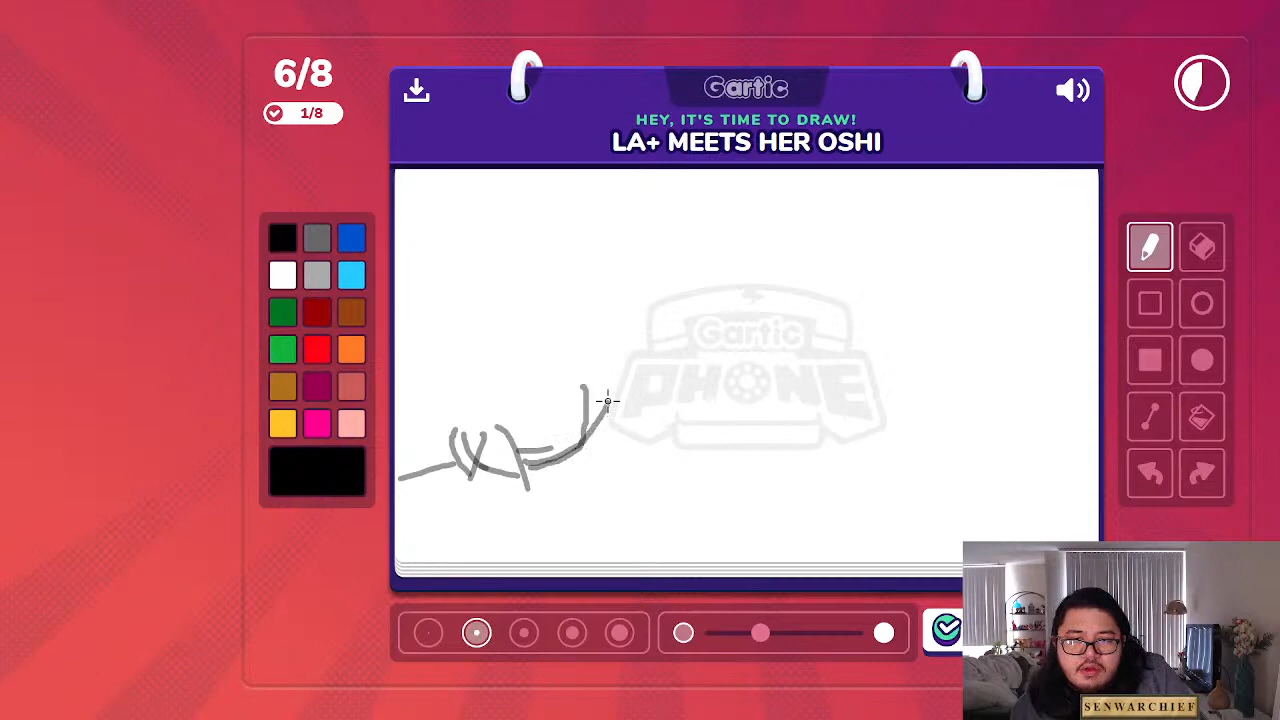 6/8
1/8
Gartic
HEY, IT'S TIME TO DRAW!
LA+ MEETS HER OSHI
Gartic
PHONE
SENWARCHIEF